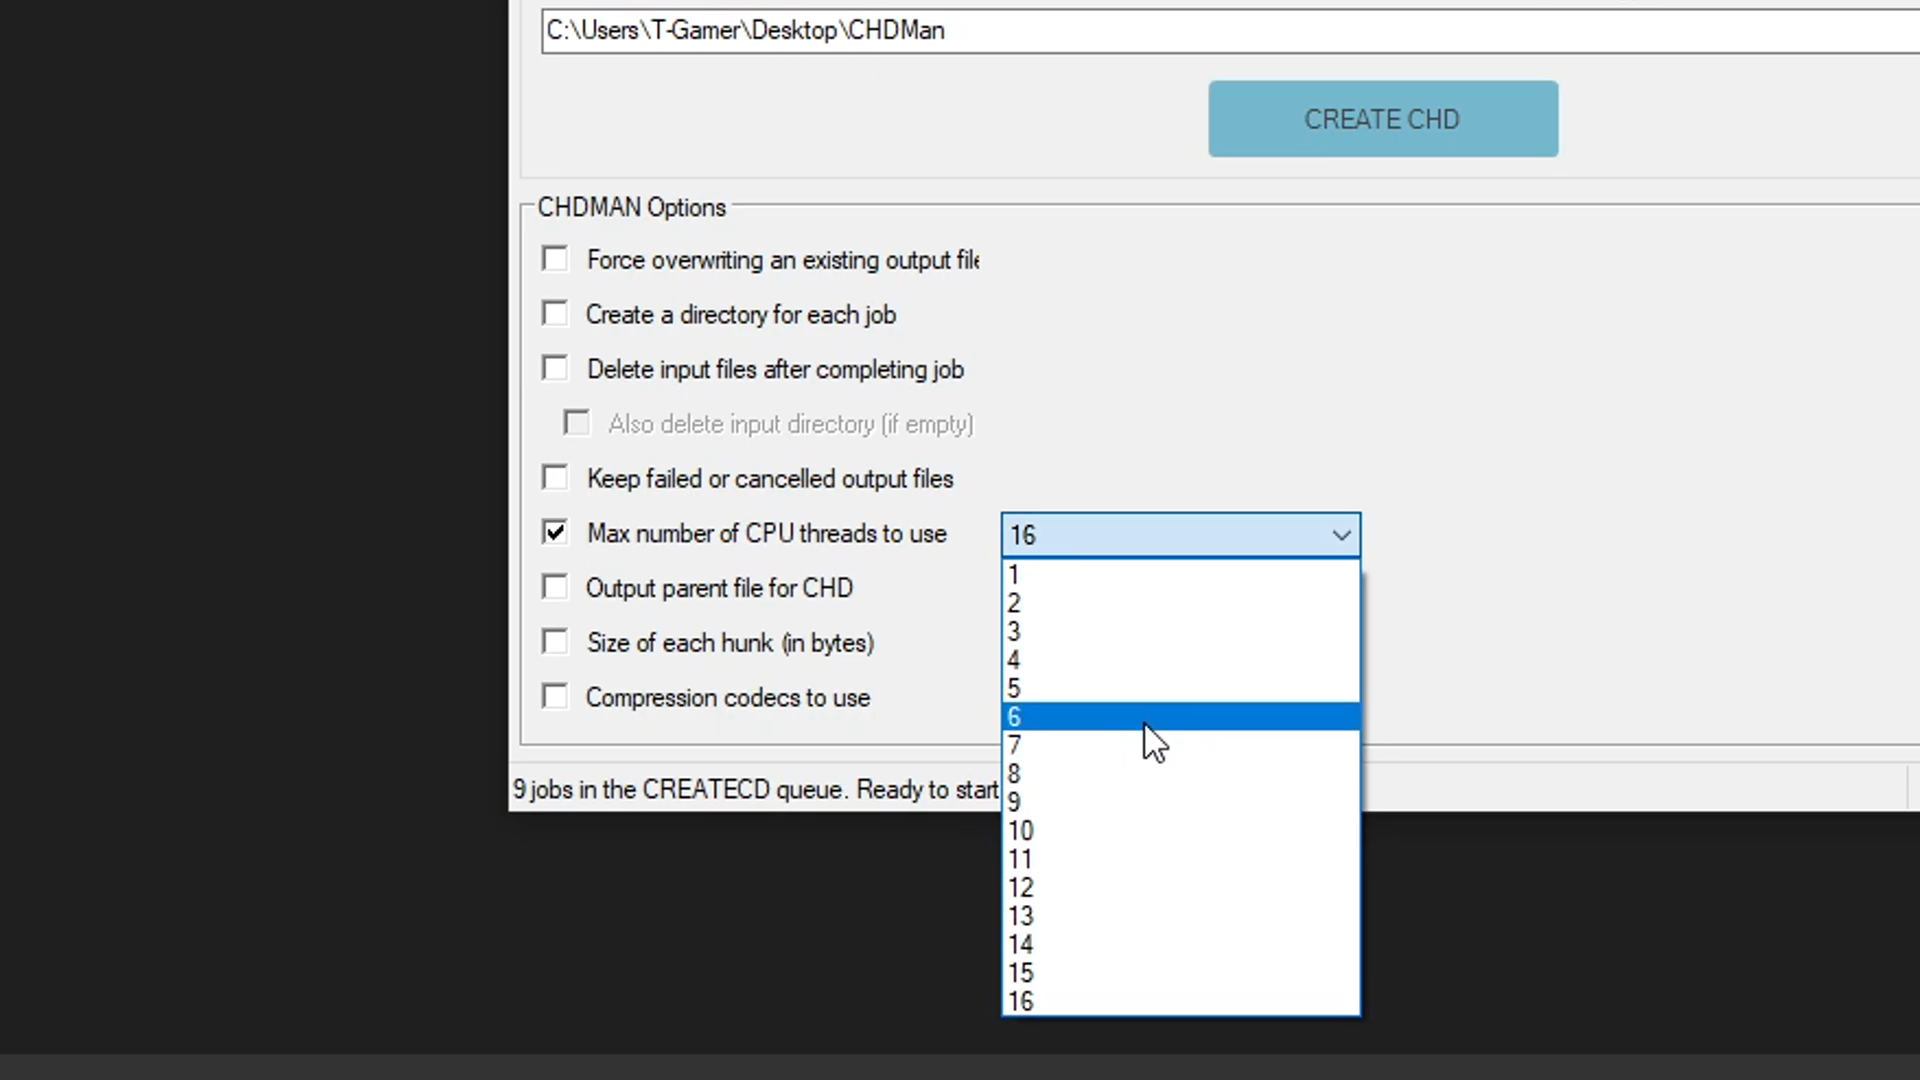 C:\Users\T-Gamer\Desktop\CHDMan
CREATE CHD
CHDMAN Options
Force overwriting an existing output file
Create a directory for each job
Delete input files after completing job
Also delete input directory (if empty)
Keep failed or cancelled output files
Max number of CPU threads to use 16
Output parent file for CHD
Size of each hunk (in bytes)
Compression codecs to use
1
2
3
4
5
6
7
8
9
10
11
12
13
14
15
16
9 jobs in the CREATECD queue. Ready to start